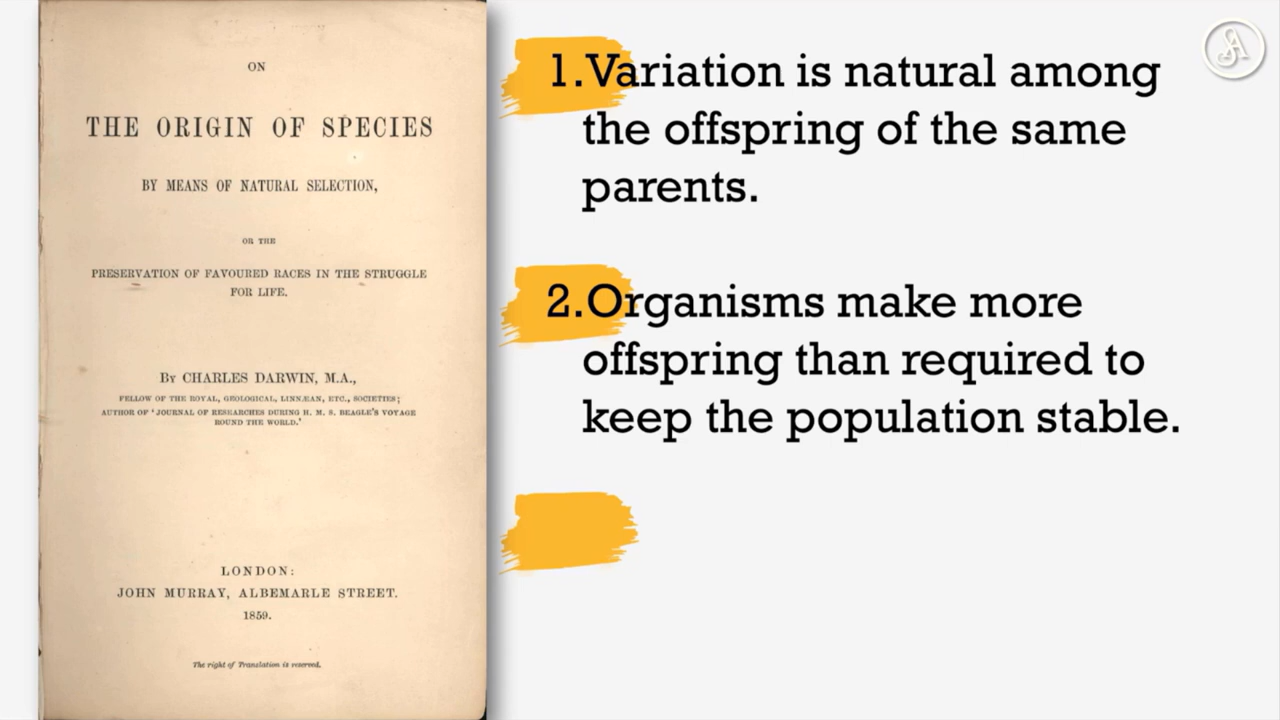 ON
THE ORIGIN OF SPECIES
BY MEANS OF NATURAL SELECTION,
OR THE
PRESERVATION OF FAVOURED RACES IN THE STRUGGLE
FOR LIFE.
BY CHARLES DARWIN, M.A.,
FELLOW OF THE ROYAL, GEOLOGICAL, LINNÆAN, ETC., SOCIETIES;
AUTHOR OF ‘JOURNAL OF RESEARCHES DURING H. M. S. BEAGLE’S VOYAGE
ROUND THE WORLD.’
LONDON:
JOHN MURRAY, ALBEMARLE STREET.
1859.
The right of Translation is reserved.
1.Variation is natural among
the offspring of the same
parents.
2.Organisms make more
offspring than required to
keep the population stable.